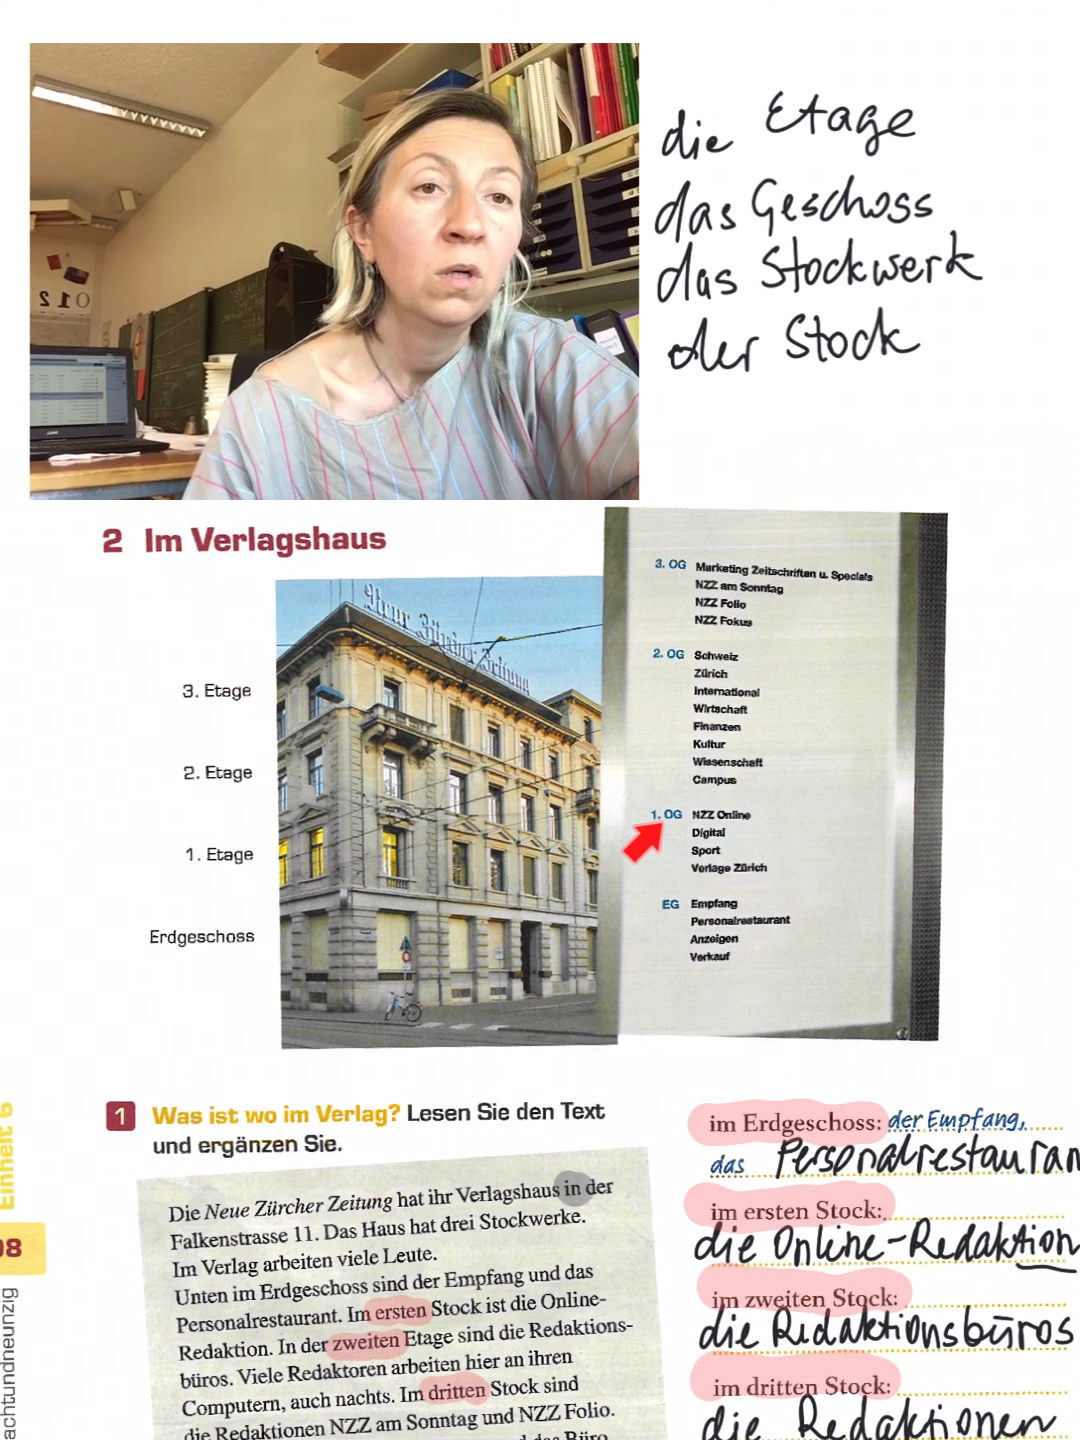 die Etage
das Geschoss
das Stockwerk
der Stock
2 Im Verlagshaus
Neue Zürcher Zeitung
3. Etage
2. Etage
1. Etage
Erdgeschoss
3. OG Marketing Zeitschriften u. Specials
NZZ am Sonntag
NZZ Folio
NZZ Fokus
2. OG Schweiz
Zürich
International
Wirtschaft
Finanzen
Kultur
Wissenschaft
Campus
1. OG NZZ Online
Digital
Sport
Verlage Zürich
EG Empfang
Personalrestaurant
Anzeigen
Verkauf
1 Was ist wo im Verlag? Lesen Sie den Text
und ergänzen Sie.
Die Neue Zürcher Zeitung hat ihr Verlagshaus in der
Falkenstrasse 11. Das Haus hat drei Stockwerke.
Im Verlag arbeiten viele Leute.
Unten im Erdgeschoss sind der Empfang und das
Personalrestaurant. Im ersten Stock ist die Online-
Redaktion. In der zweiten Etage sind die Redaktions-
büros. Viele Redaktoren arbeiten hier an ihren
Computern, auch nachts. Im dritten Stock sind
die Redaktionen NZZ am Sonntag und NZZ Folio.
das Büro
im Erdgeschoss: der Empfang,
das Personalrestauran
im ersten Stock:
die Online-Redaktion
im zweiten Stock:
die Redaktionsbüros
im dritten Stock:
die Redaktionen
Einheit 6
98
achtundneunzig